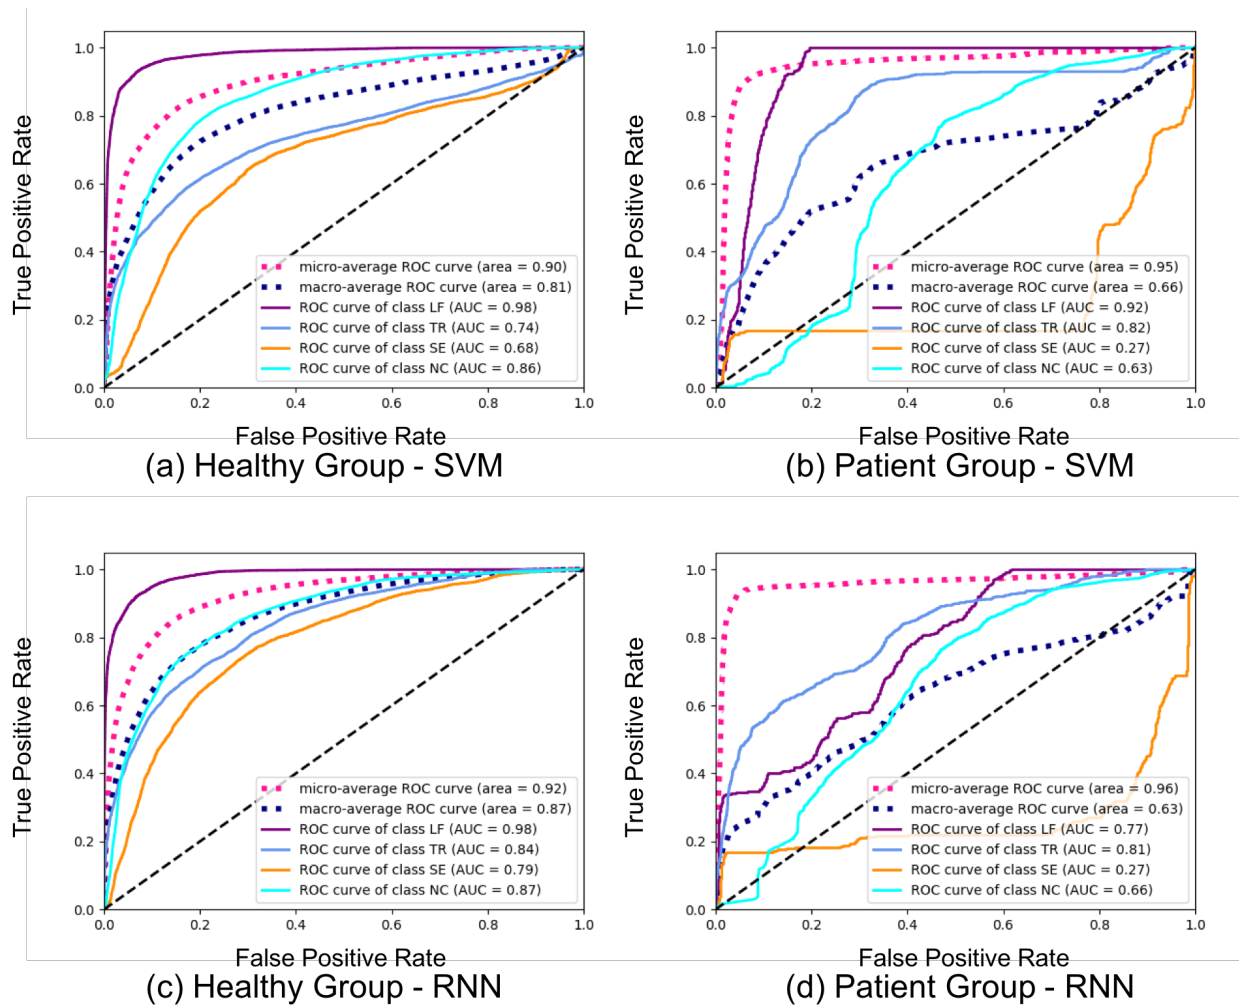 1.0
0.8
0.6
0.4
0.2
0.0
True Positive Rate
micro-average ROC curve (area = 0.90)
macro-average ROC curve (area = 0.81)
ROC curve of class LF (AUC = 0.98)
ROC curve of class TR (AUC = 0.74)
ROC curve of class SE (AUC = 0.68)
ROC curve of class NC (AUC = 0.86)
0.0 0.2 0.4 0.6 0.8 1.0
False Positive Rate
(a) Healthy Group - SVM
1.0
0.8
0.6
0.4
0.2
0.0
True Positive Rate
micro-average ROC curve (area = 0.95)
macro-average ROC curve (area = 0.66)
ROC curve of class LF (AUC = 0.92)
ROC curve of class TR (AUC = 0.82)
ROC curve of class SE (AUC = 0.27)
ROC curve of class NC (AUC = 0.63)
0.0 0.2 0.4 0.6 0.8 1.0
False Positive Rate
(b) Patient Group - SVM
1.0
0.8
0.6
0.4
0.2
0.0
True Positive Rate
micro-average ROC curve (area = 0.92)
macro-average ROC curve (area = 0.87)
ROC curve of class LF (AUC = 0.98)
ROC curve of class TR (AUC = 0.84)
ROC curve of class SE (AUC = 0.79)
ROC curve of class NC (AUC = 0.87)
0.0 0.2 0.4 0.6 0.8 1.0
False Positive Rate
(c) Healthy Group - RNN
1.0
0.8
0.6
0.4
0.2
0.0
True Positive Rate
micro-average ROC curve (area = 0.96)
macro-average ROC curve (area = 0.63)
ROC curve of class LF (AUC = 0.77)
ROC curve of class TR (AUC = 0.81)
ROC curve of class SE (AUC = 0.27)
ROC curve of class NC (AUC = 0.66)
0.0 0.2 0.4 0.6 0.8 1.0
False Positive Rate
(d) Patient Group - RNN